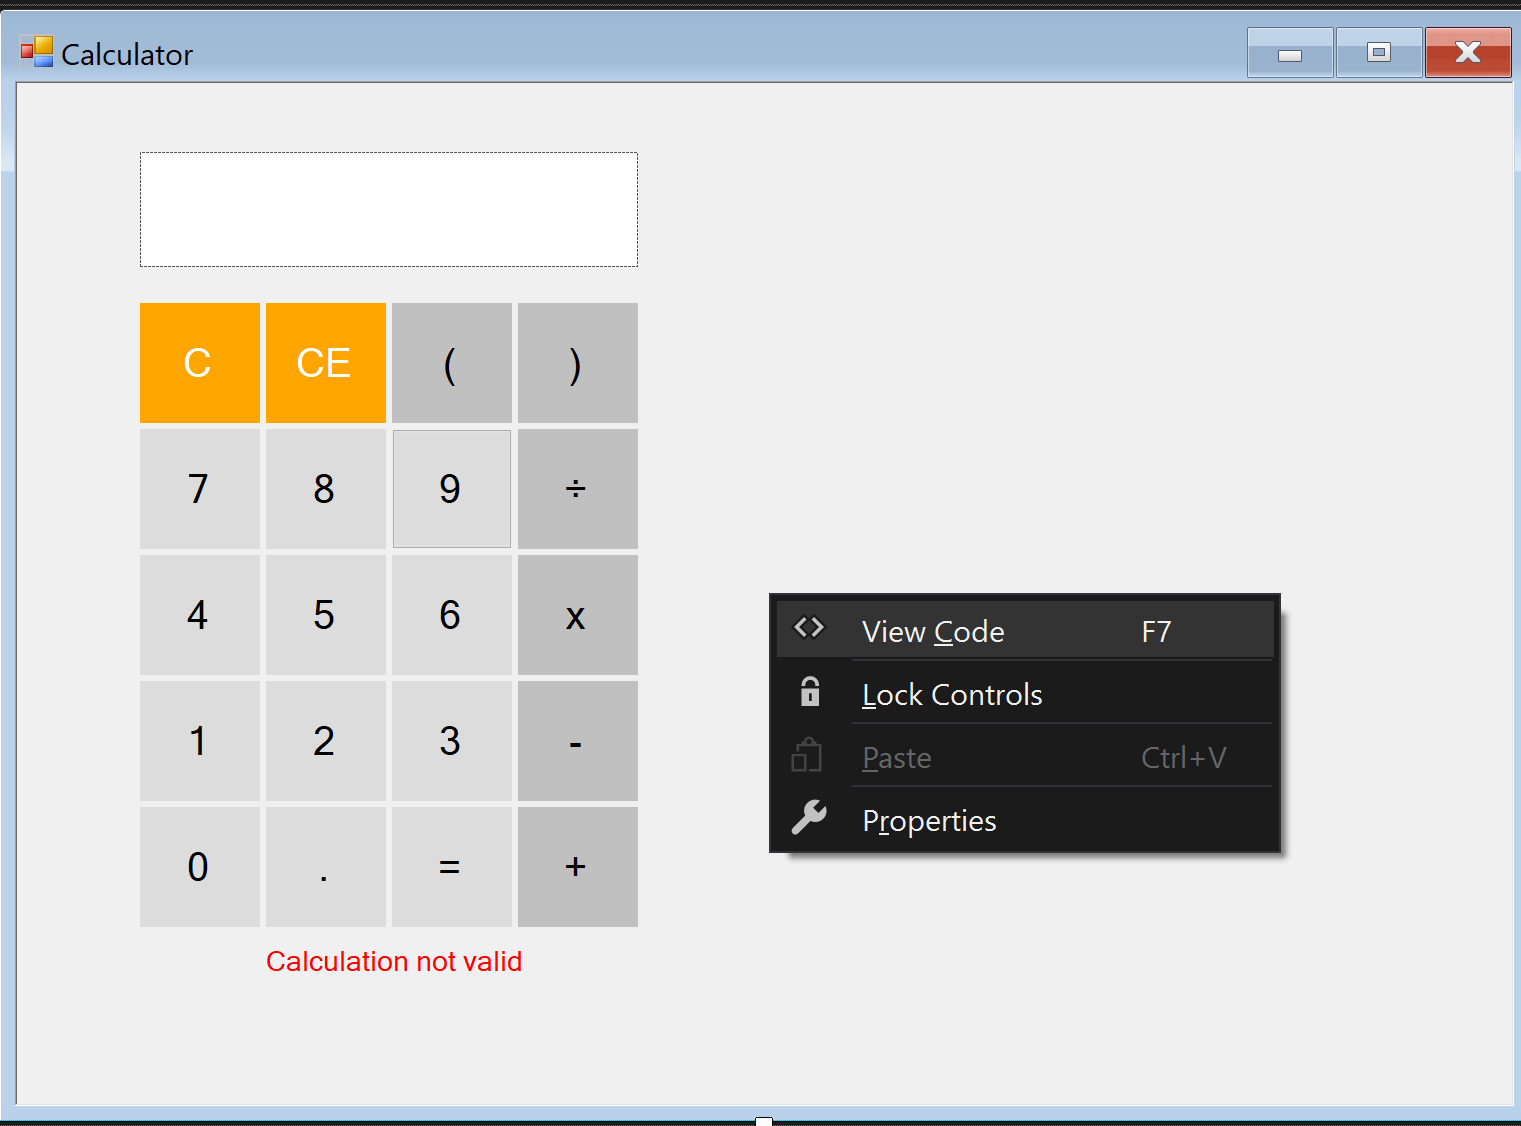 Calculator
C CE ( )
7 8 9 ÷
4 5 6 x
1 2 3 -
0 . = +
Calculation not valid
View Code F7
Lock Controls
Paste Ctrl+V
Properties